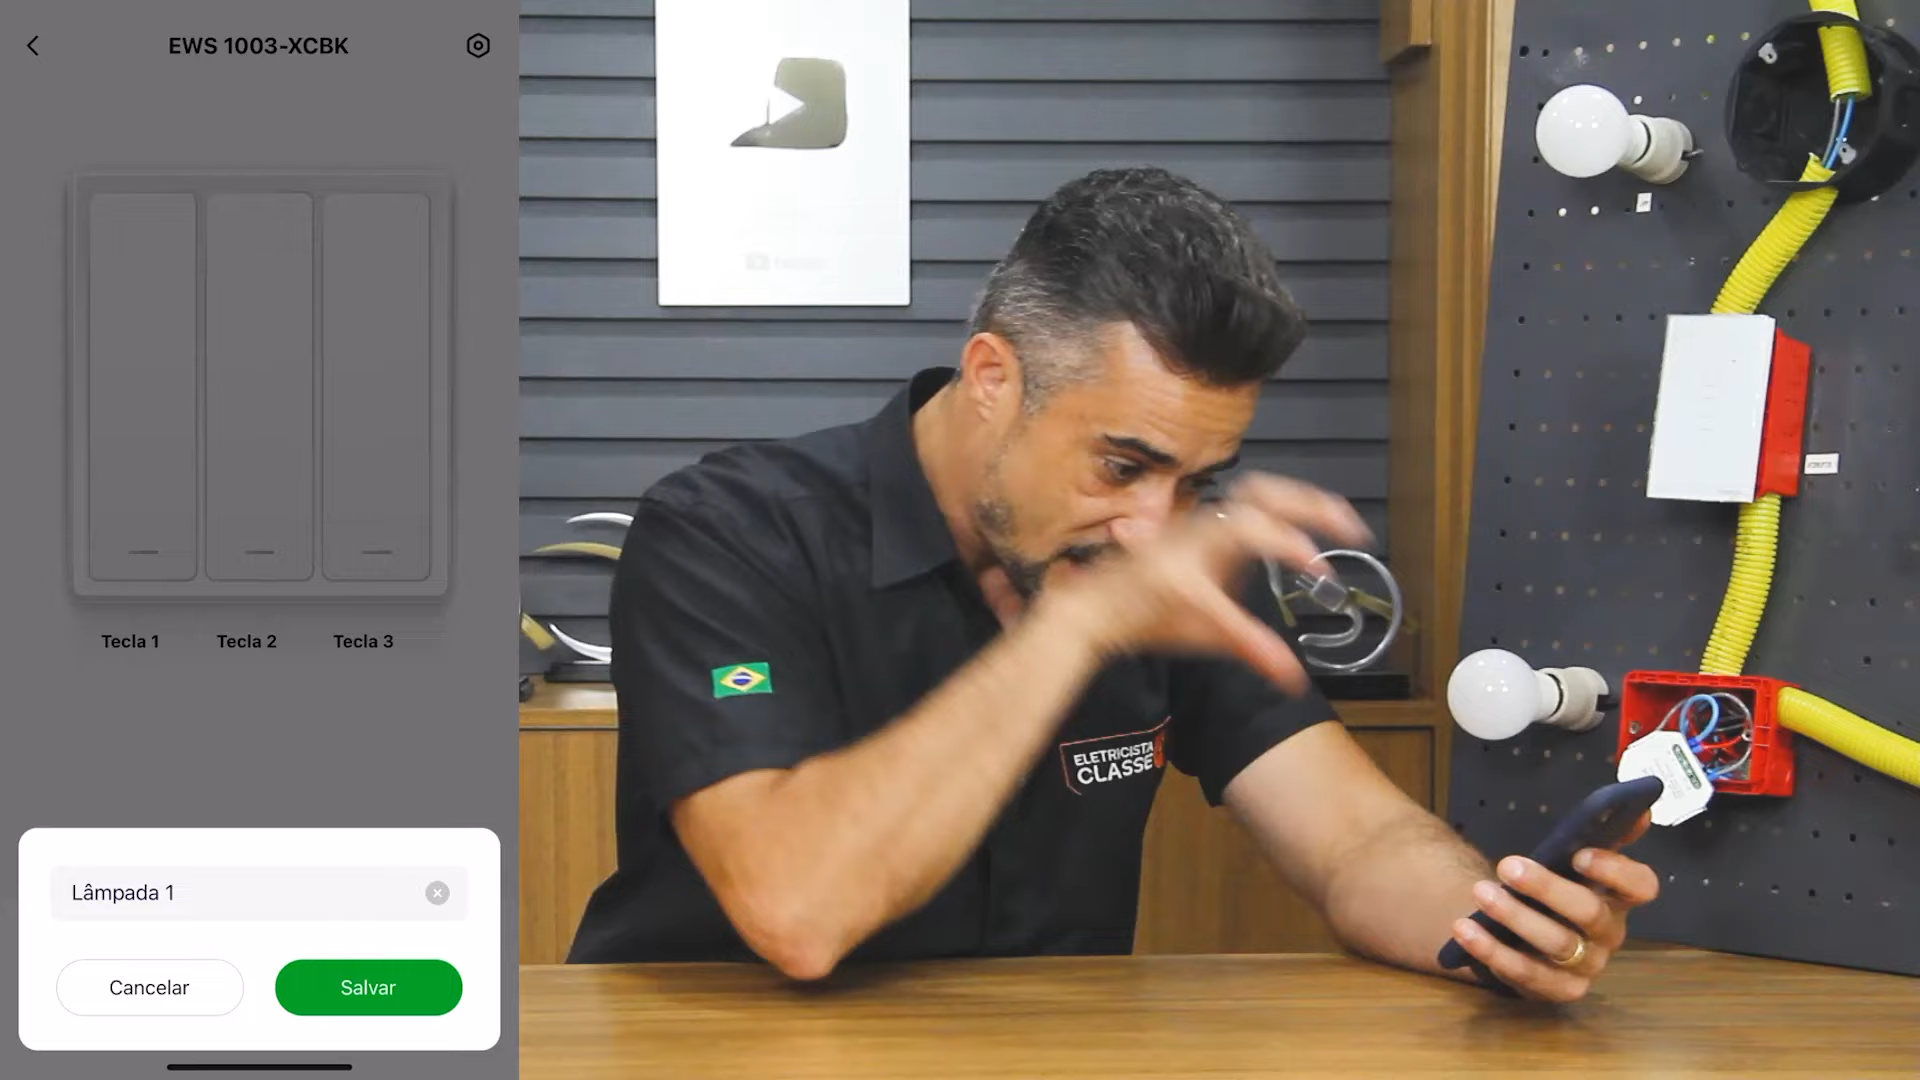 EWS 1003-XCBK
Tecla 1
Tecla 2
Tecla 3
Lâmpada 1
Cancelar
Salvar
ELETRICISTA
CLASSE